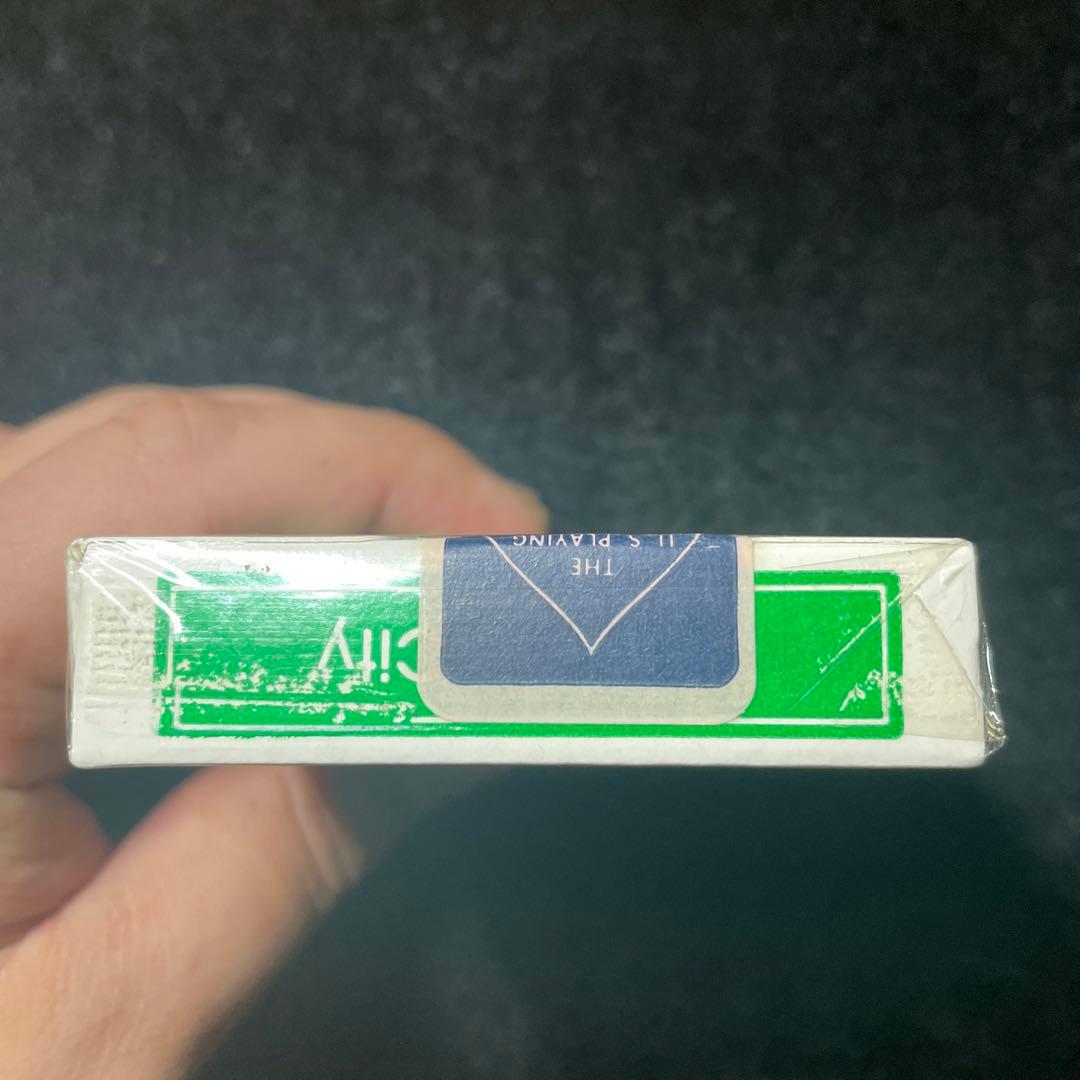 THE
U. S. PLAYING
City